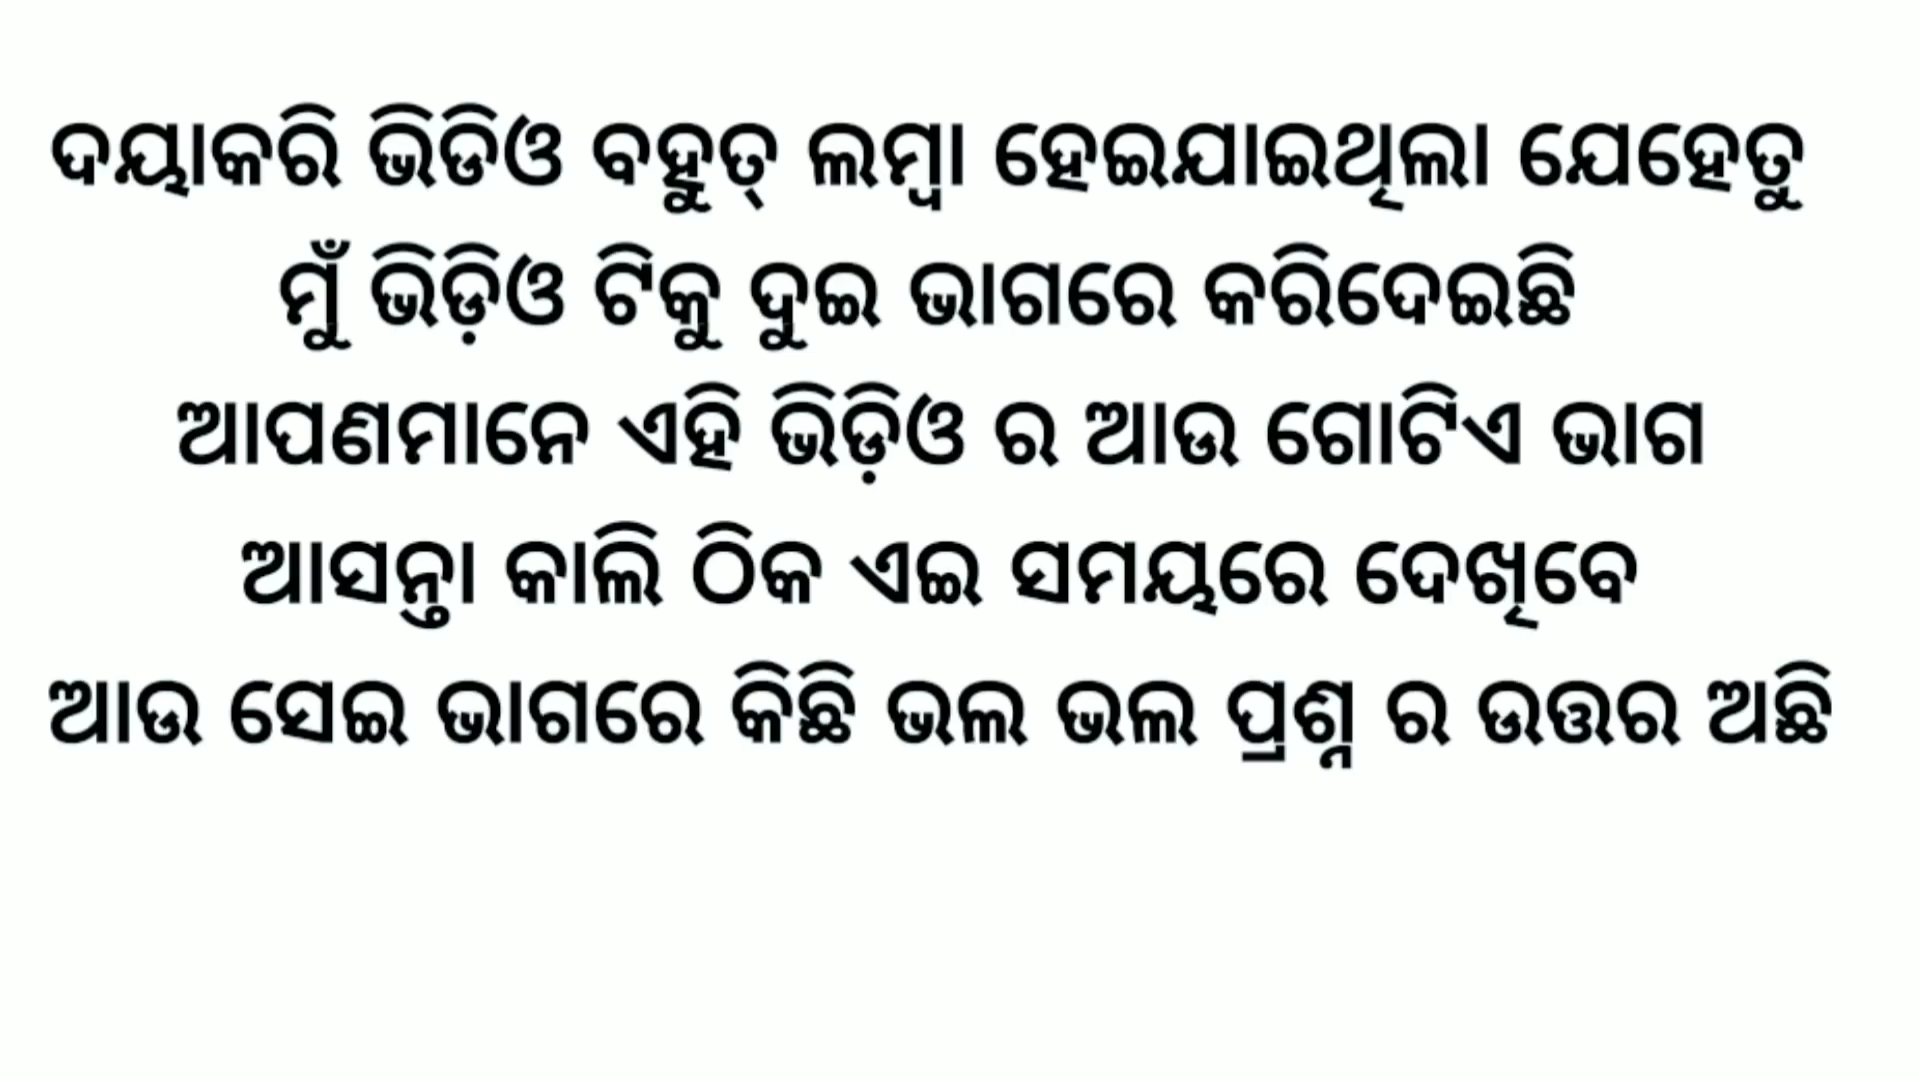 ଦୟାକରି ଭିଡିଓ ବହୁତ୍ ଲମ୍ବା ହେଇଯାଇଥିଲା ଯେହେତୁ
ମୁଁ ଭିଡ଼ିଓ ଟିକୁ ଦୁଇ ଭାଗରେ କରିଦେଇଛି
ଆପଣମାନେ ଏହି ଭିଡ଼ିଓ ର ଆଉ ଗୋଟିଏ ଭାଗ
ଆସନ୍ତା କାଲି ଠିକ ଏଇ ସମୟରେ ଦେଖିବେ
ଆଉ ସେଇ ଭାଗରେ କିଛି ଭଲ ଭଲ ପ୍ରଶ୍ନ ର ଉତ୍ତର ଅଛି